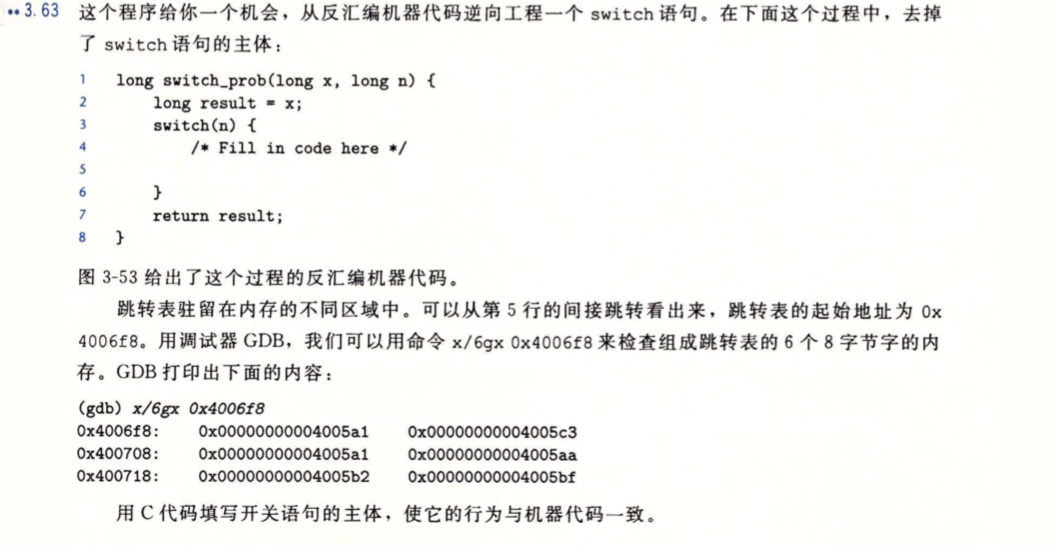 •• 3.63 这个程序给你一个机会，从反汇编机器代码逆向工程一个 switch 语句。在下面这个过程中，去掉
了 switch 语句的主体：
1 long switch_prob(long x, long n) {
2 long result = x;
3 switch(n) {
4 /* Fill in code here */
5
6 }
7 return result;
8 }
图 3-53 给出了这个过程的反汇编机器代码。
跳转表驻留在内存的不同区域中。可以从第 5 行的间接跳转看出来，跳转表的起始地址为 0x
4006f8。用调试器 GDB，我们可以用命令 x/6gx 0x4006f8 来检查组成跳转表的 6 个 8 字节字的内
存。GDB 打印出下面的内容：
(gdb) x/6gx 0x4006f8
0x4006f8: 0x00000000004005a1 0x00000000004005c3
0x400708: 0x00000000004005a1 0x00000000004005aa
0x400718: 0x00000000004005b2 0x00000000004005bf
用 C 代码填写开关语句的主体，使它的行为与机器代码一致。